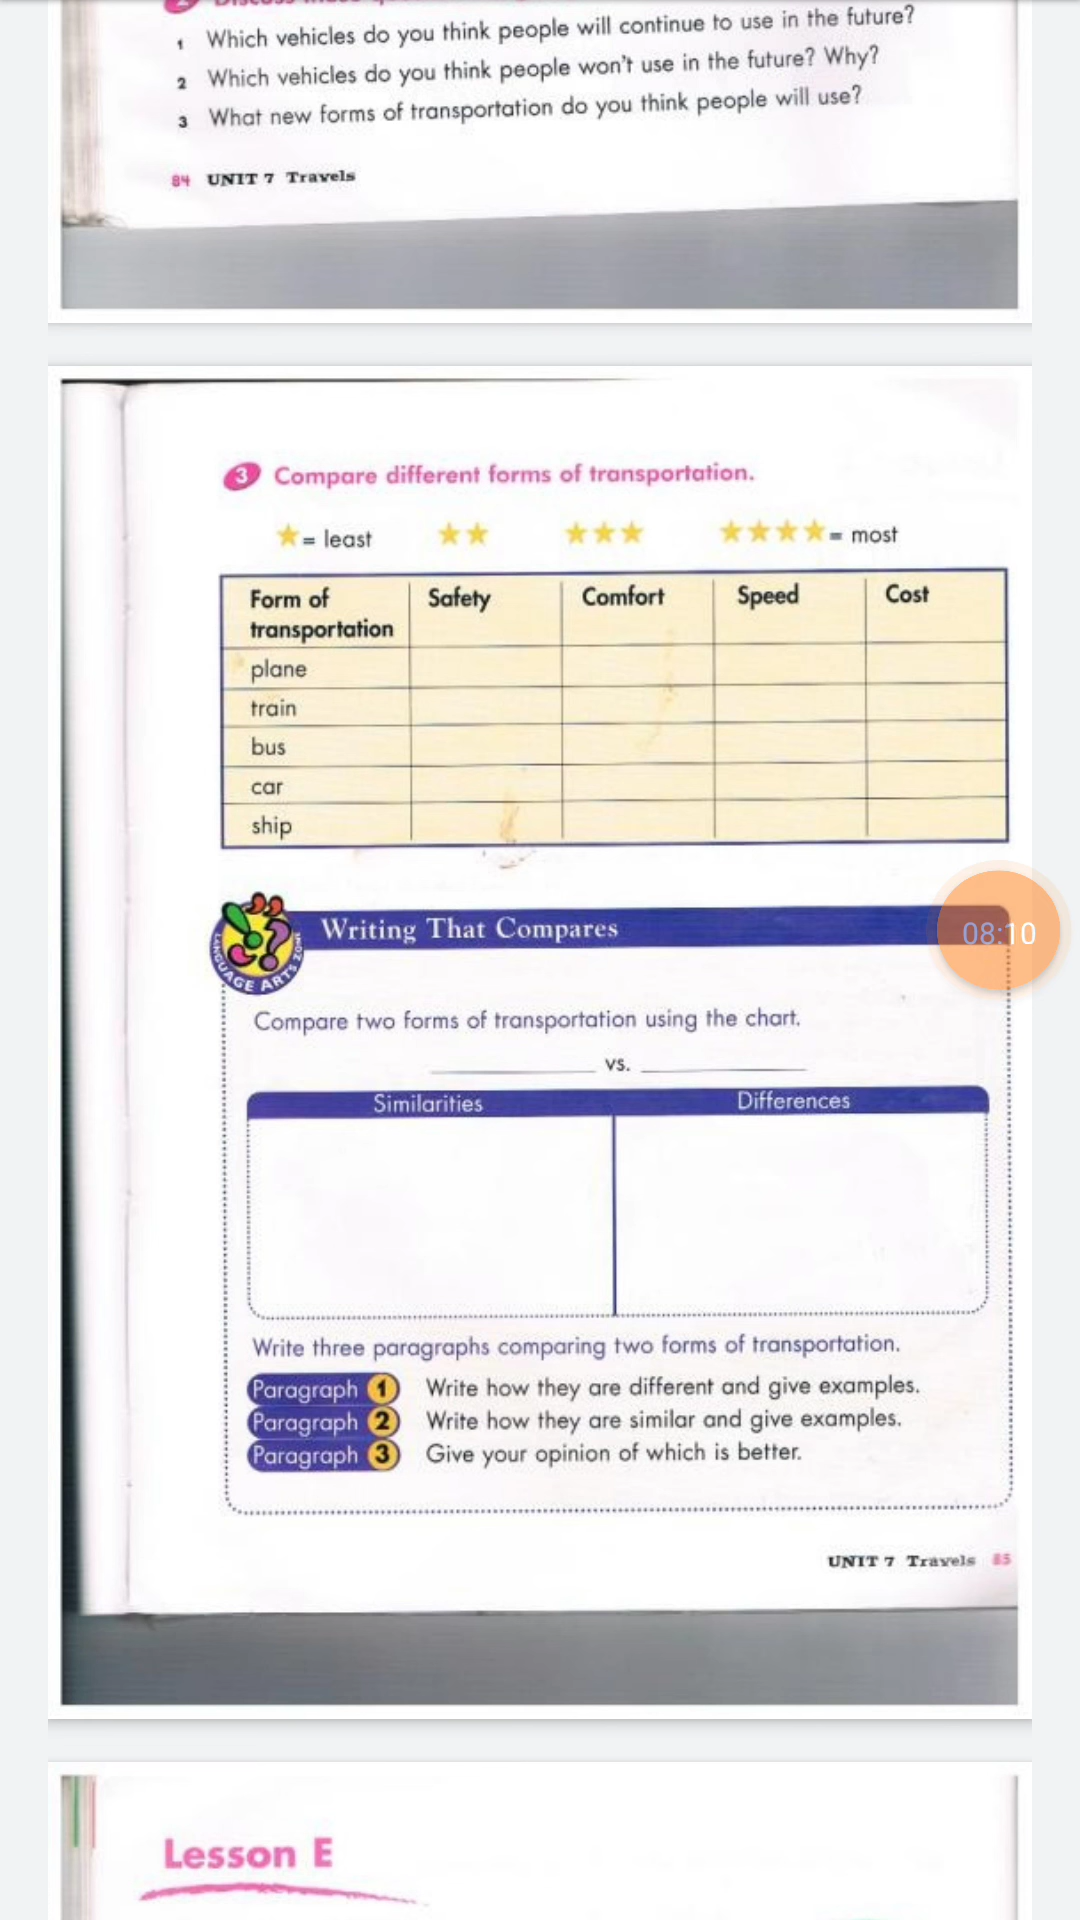 1 Which vehicles do you think people will continue to use in the future?
2 Which vehicles do you think people won't use in the future? Why?
3 What new forms of transportation do you think people will use?
84 UNIT 7 Travels
3 Compare different forms of transportation.
= least
= most
Form of transportation Safety Comfort Speed Cost
plane
train
bus
car
ship
LANGUAGE ARTS ZONE
Writing That Compares
08:10
Compare two forms of transportation using the chart.
vs.
Similarities Differences
Write three paragraphs comparing two forms of transportation.
Paragraph 1 Write how they are different and give examples.
Paragraph 2 Write how they are similar and give examples.
Paragraph 3 Give your opinion of which is better.
UNIT 7 Travels 85
Lesson E